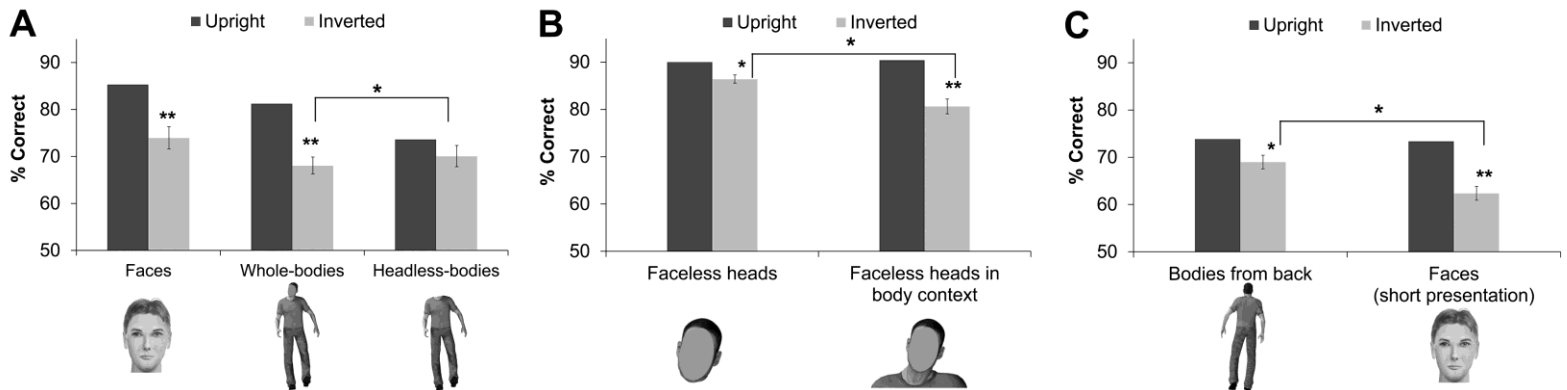 A
Upright Inverted
% Correct
90
80
70
60
50
**
**
*
Faces Whole-bodies Headless-bodies
B
Upright Inverted
% Correct
90
80
70
60
50
*
*
**
Faceless heads Faceless heads in
body context
C
Upright Inverted
% Correct
90
80
70
60
50
*
*
**
Bodies from back Faces
(short presentation)